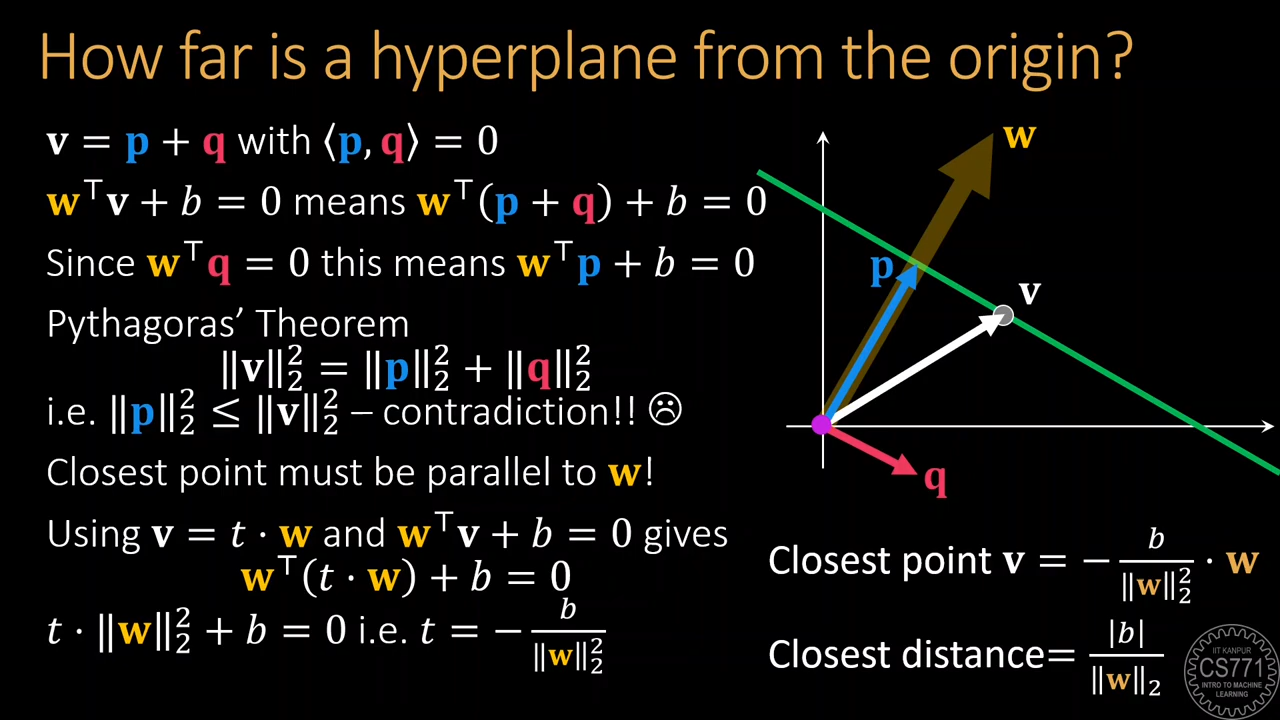 How far is a hyperplane from the origin?
v = p + q with ⟨p, q⟩ = 0
w⊤v + b = 0 means w⊤(p + q) + b = 0
Since w⊤q = 0 this means w⊤p + b = 0
Pythagoras’ Theorem
‖v‖₂² = ‖p‖₂² + ‖q‖₂²
i.e. ‖p‖₂² ≤ ‖v‖₂² – contradiction!! ☹
Closest point must be parallel to w!
Using v = t · w and w⊤v + b = 0 gives
w⊤(t · w) + b = 0
t · ‖w‖₂² + b = 0 i.e. t = − b / ‖w‖₂²
w
p
v
q
Closest point v = − b / ‖w‖₂² · w
Closest distance= |b| / ‖w‖₂
IIT KANPUR
CS771
INTRO TO MACHINE
LEARNING